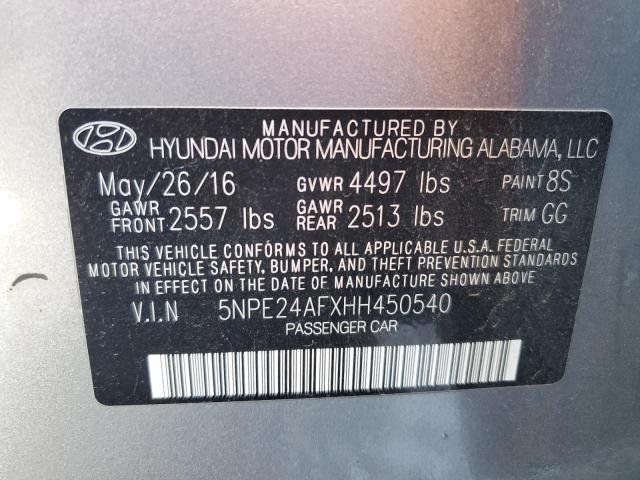 MANUFACTURED BY
HYUNDAI MOTOR MANUFACTURING ALABAMA, LLC
May/26/16 GVWR 4497 lbs PAINT 8S
GAWR FRONT 2557 lbs GAWR REAR 2513 lbs TRIM GG
THIS VEHICLE CONFORMS TO ALL APPLICABLE U.S.A. FEDERAL
MOTOR VEHICLE SAFETY, BUMPER, AND THEFT PREVENTION STANDARDS
IN EFFECT ON THE DATE OF MANUFACTURE SHOWN ABOVE.
V.I.N 5NPE24AFXHH450540
PASSENGER CAR